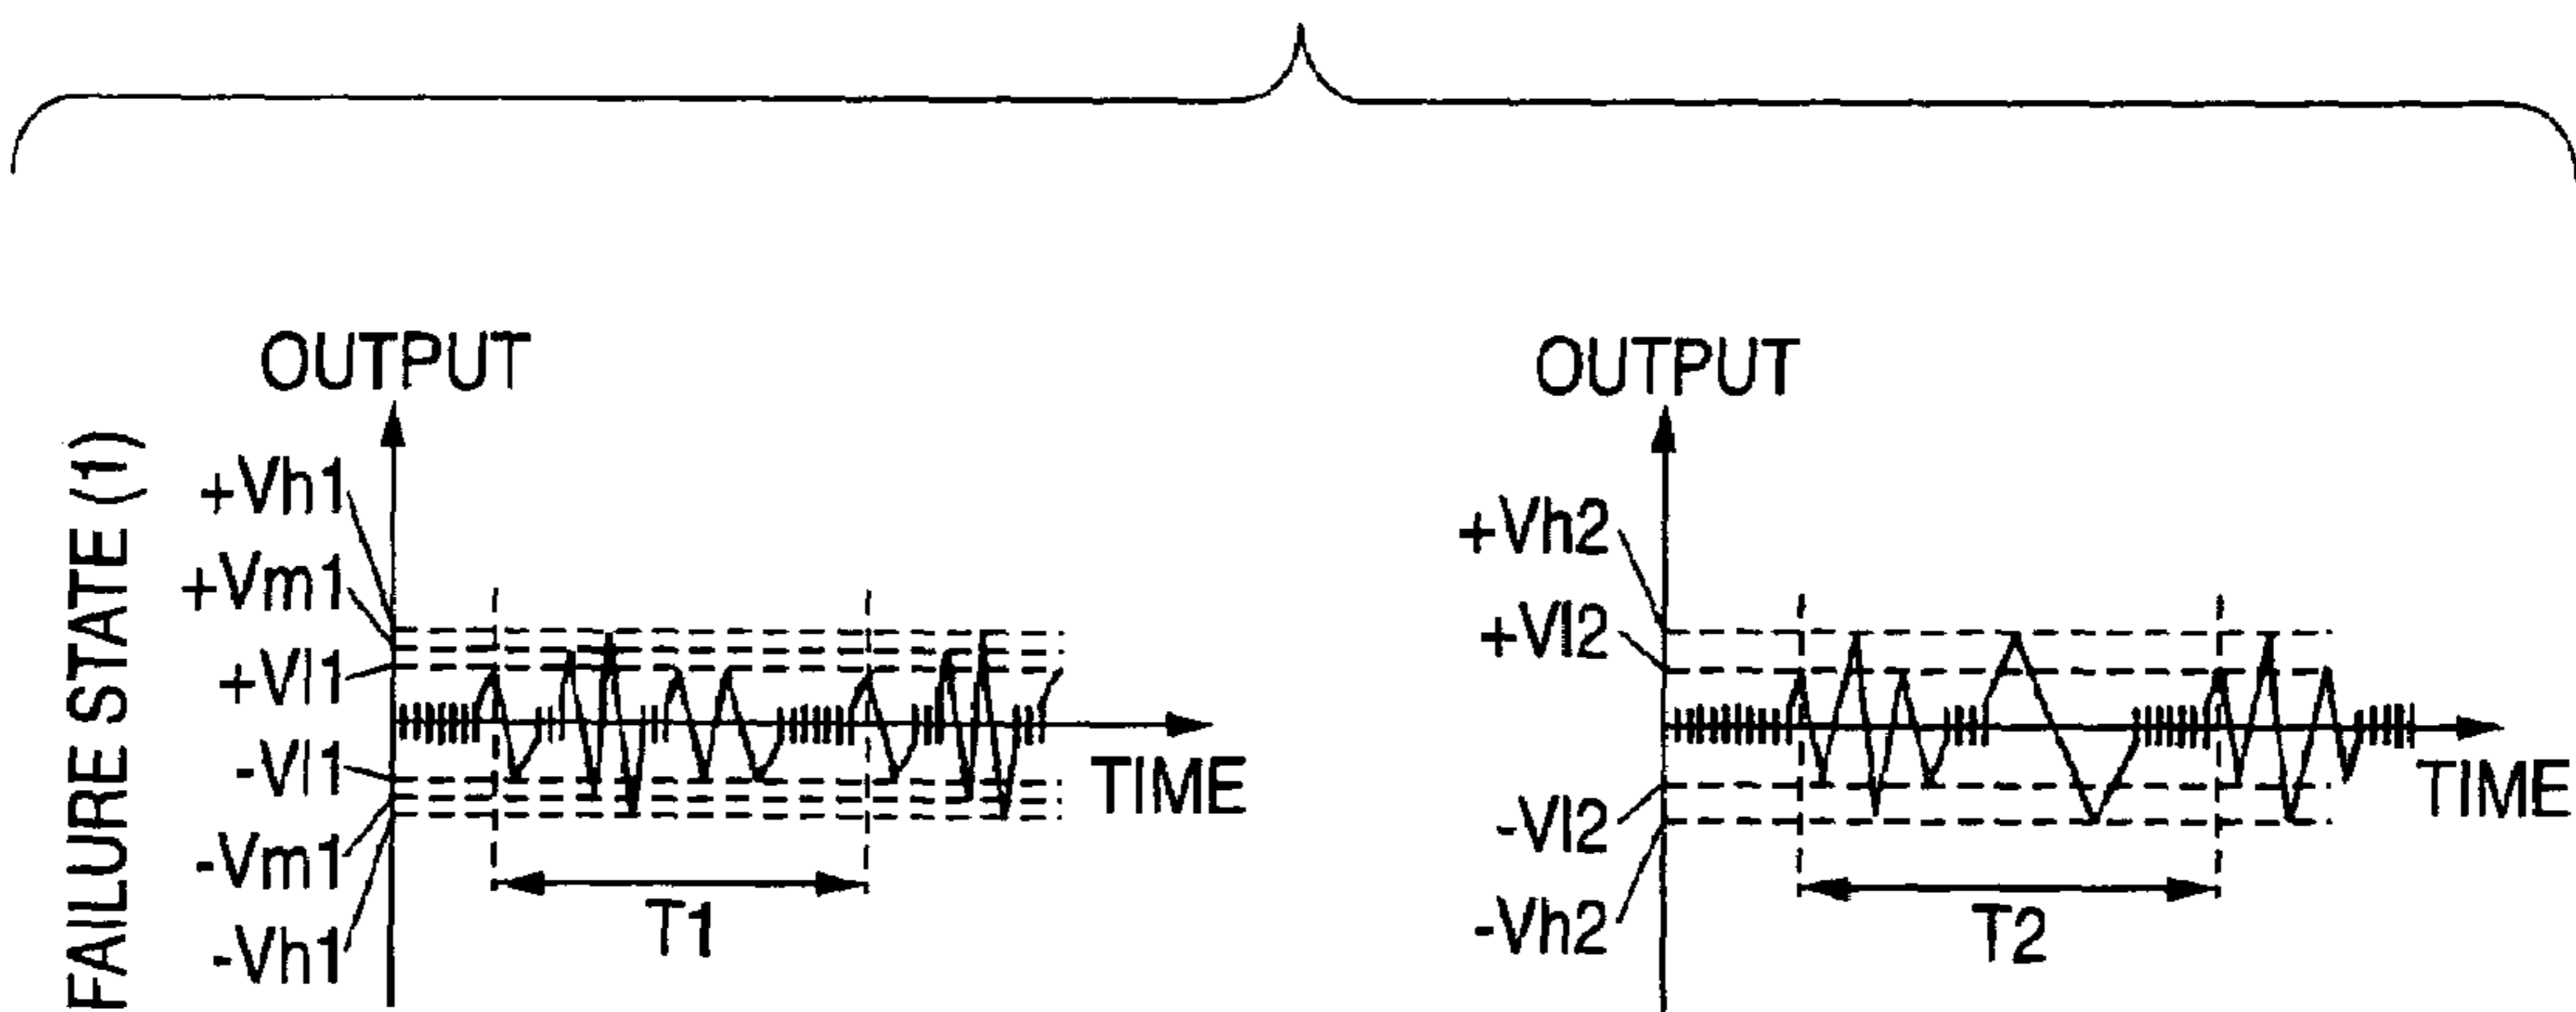 FAILURE STATE (1)
OUTPUT
+Vh1
+Vm1
+Vl1
-Vl1
-Vm1
-Vh1
TIME
T1
OUTPUT
+Vh2
+Vl2
-Vl2
-Vh2
TIME
T2